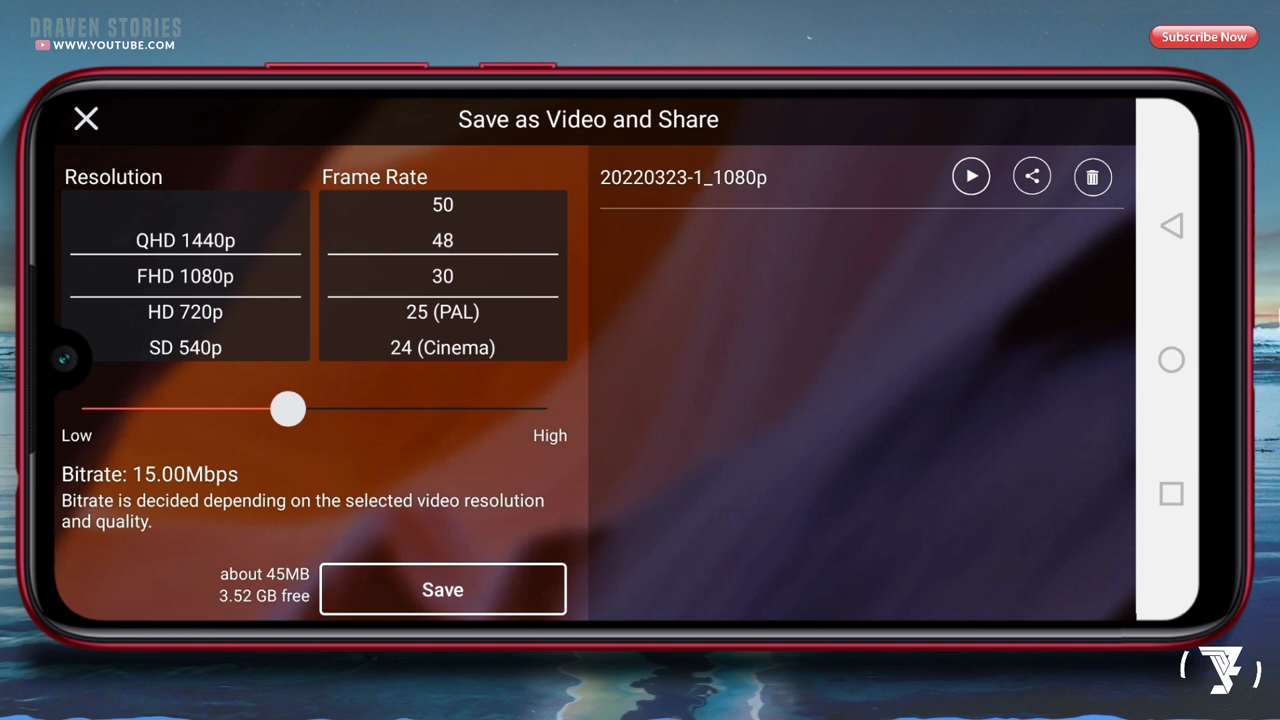 DRAVEN STORIES
WWW.YOUTUBE.COM
Subscribe Now
Save as Video and Share
Resolution
QHD 1440p
FHD 1080p
HD 720p
SD 540p
Frame Rate
50
48
30
25 (PAL)
24 (Cinema)
20220323-1_1080p
Low
High
Bitrate: 15.00Mbps
Bitrate is decided depending on the selected video resolution
and quality.
about 45MB
3.52 GB free
Save